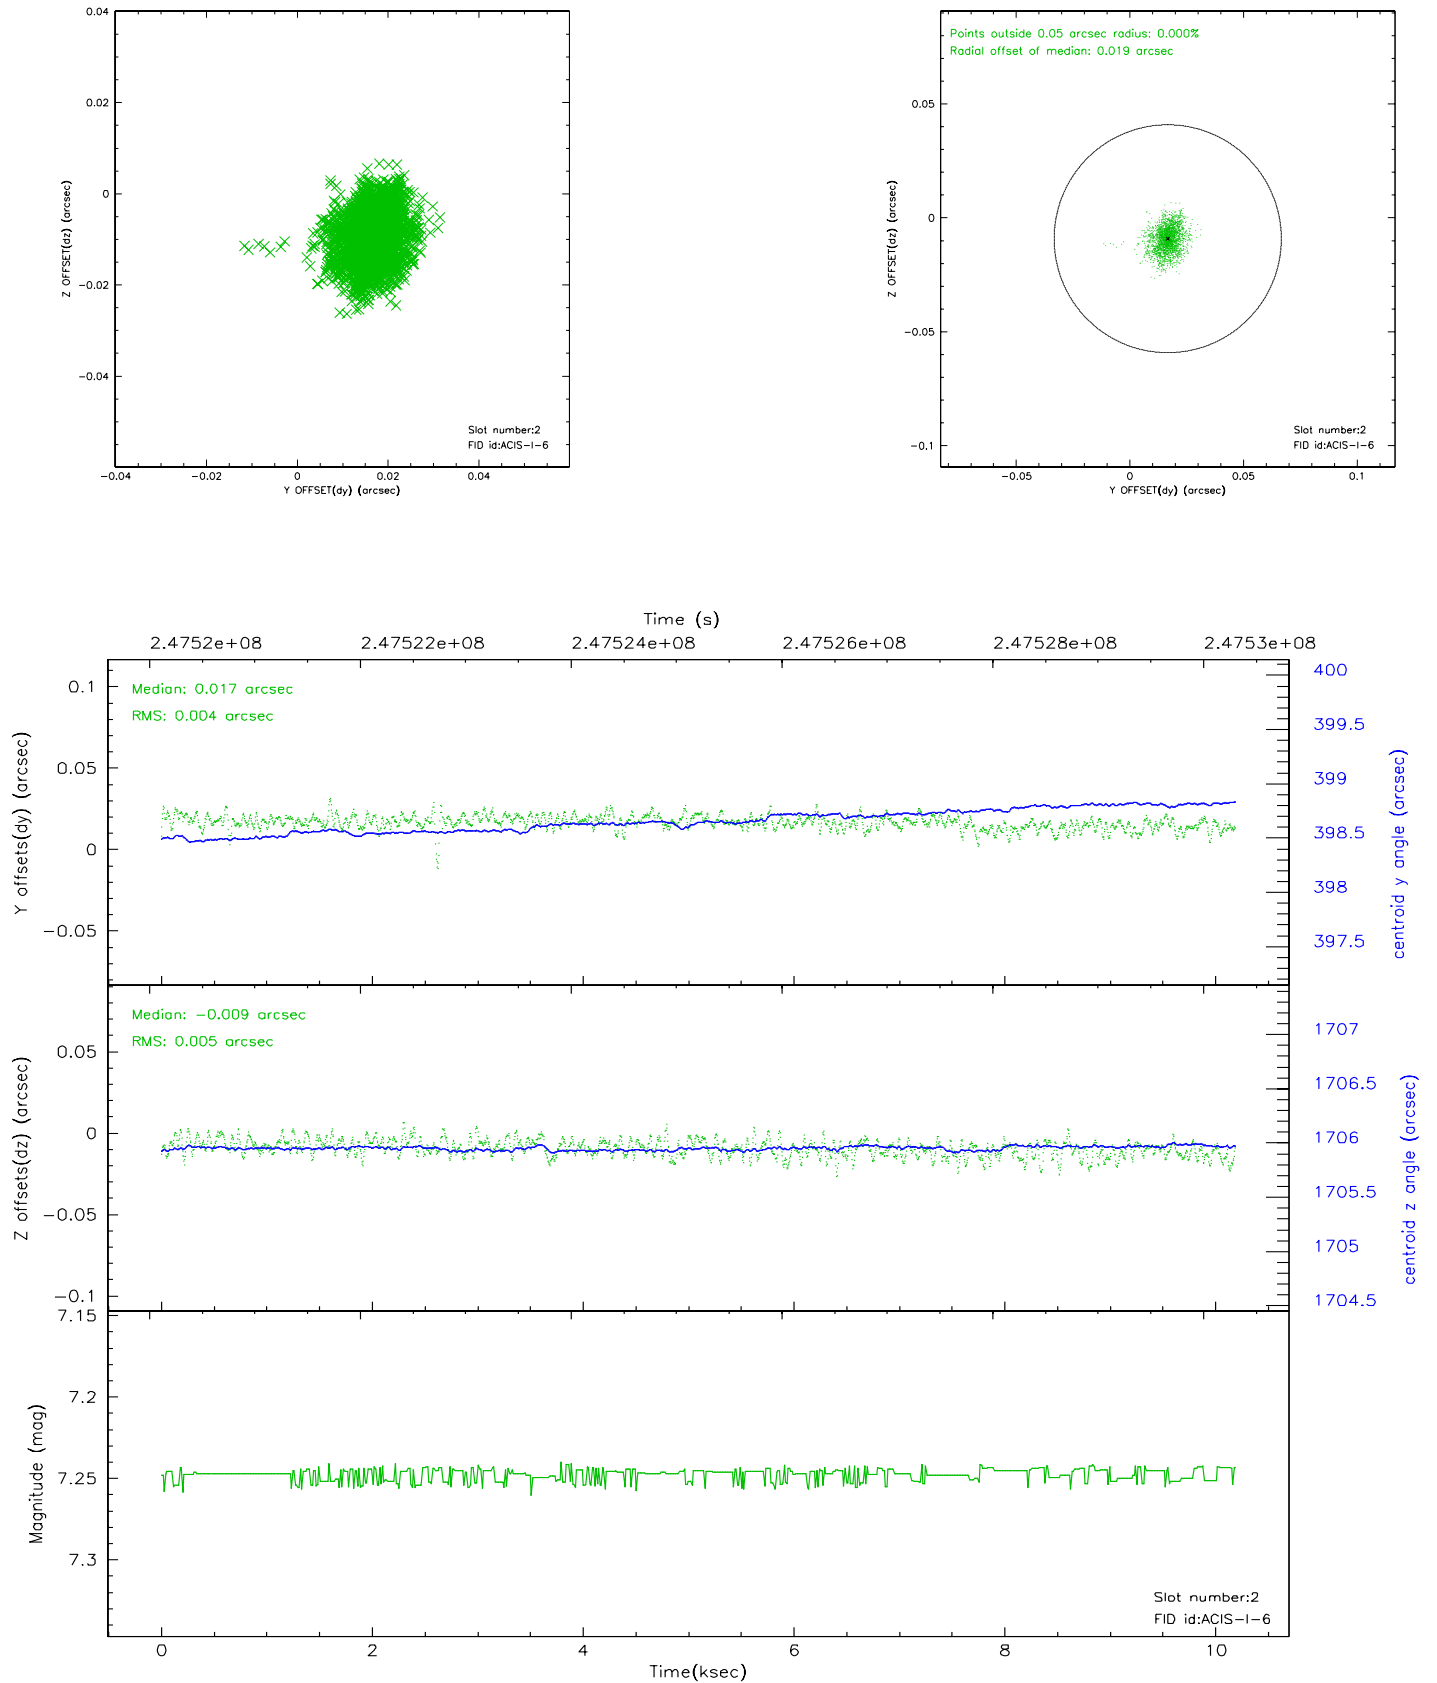 0.04
0.02
0
−0.02
−0.04
Z OFFSET(dz) (arcsec)
Slot number:2
FID id:ACIS−I−6
−0.04 −0.02 0 0.02 0.04
Y OFFSET(dy) (arcsec)
Points outside 0.05 arcsec radius: 0.000%
Radial offset of median: 0.019 arcsec
0.05
0
−0.05
−0.1
Z OFFSET(dz) (arcsec)
Slot number:2
FID id:ACIS−I−6
−0.05 0 0.05 0.1
Y OFFSET(dy) (arcsec)
Time (s)
2.4752e+08 2.47522e+08 2.47524e+08 2.47526e+08 2.47528e+08 2.4753e+08
Median: 0.017 arcsec
RMS: 0.004 arcsec
0.1
0.05
0
−0.05
Y offsets(dy) (arcsec)
400
399.5
399
398.5
398
397.5
centroid y angle (arcsec)
Median: −0.009 arcsec
RMS: 0.005 arcsec
0.05
0
−0.05
−0.1
Z offsets(dz) (arcsec)
1707
1706.5
1706
1705.5
1705
1704.5
centroid z angle (arcsec)
7.15
7.2
7.25
7.3
Magnitude (mag)
Slot number:2
FID id:ACIS−I−6
0 2 4 6 8 10
Time(ksec)